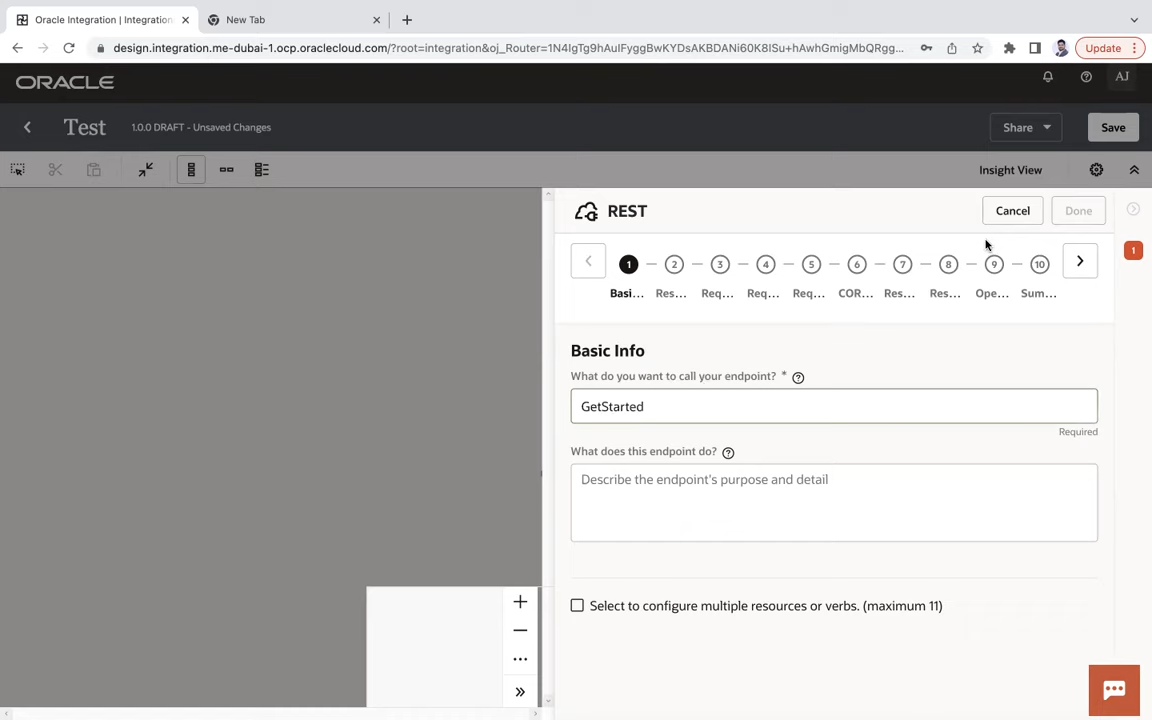 Oracle Integration | Integration
New Tab
design.integration.me-dubai-1.ocp.oraclecloud.com/?root=integration&oj_Router=1N4IgTg9hAuIFyggBwKYDsAKBDANi60K8ISu+hAwhGmigMbQRgg...
Update
ORACLE
AJ
Test
1.0.0 DRAFT - Unsaved Changes
Share
Save
Insight View
REST
Cancel
Done
1
1 2 3 4 5 6 7 8 9 10
Basi... Res... Req... Req... Req... COR... Res... Res... Ope... Sum...
Basic Info
What do you want to call your endpoint? *
GetStarted
Required
What does this endpoint do?
Describe the endpoint's purpose and detail
Select to configure multiple resources or verbs. (maximum 11)